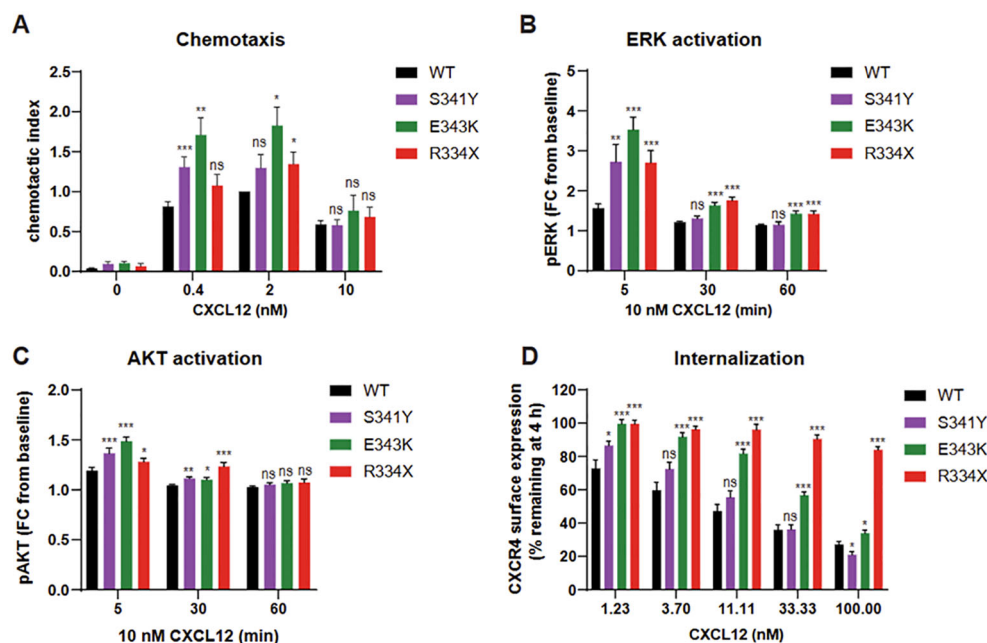 A
Chemotaxis
chemotactic index
2.5
2.0
1.5
1.0
0.5
0.0
***
**
ns
ns
*
*
ns
ns
ns
0
0.4
2
10
CXCL12 (nM)
WT
S341Y
E343K
R334X
B
ERK activation
pERK (FC from baseline)
5
4
3
2
1
0
**
***
***
ns
***
***
ns
***
***
5
30
60
10 nM CXCL12 (min)
WT
S341Y
E343K
R334X
C
AKT activation
pAKT (FC from baseline)
2.0
1.5
1.0
0.5
0.0
***
***
*
**
*
***
ns
ns
ns
5
30
60
10 nM CXCL12 (min)
WT
S341Y
E343K
R334X
D
Internalization
CXCR4 surface expression
(% remaining at 4 h)
120
100
80
60
40
20
0
*
***
***
ns
***
***
ns
***
***
ns
***
***
*
*
***
1.23
3.70
11.11
33.33
100.00
CXCL12 (nM)
WT
S341Y
E343K
R334X